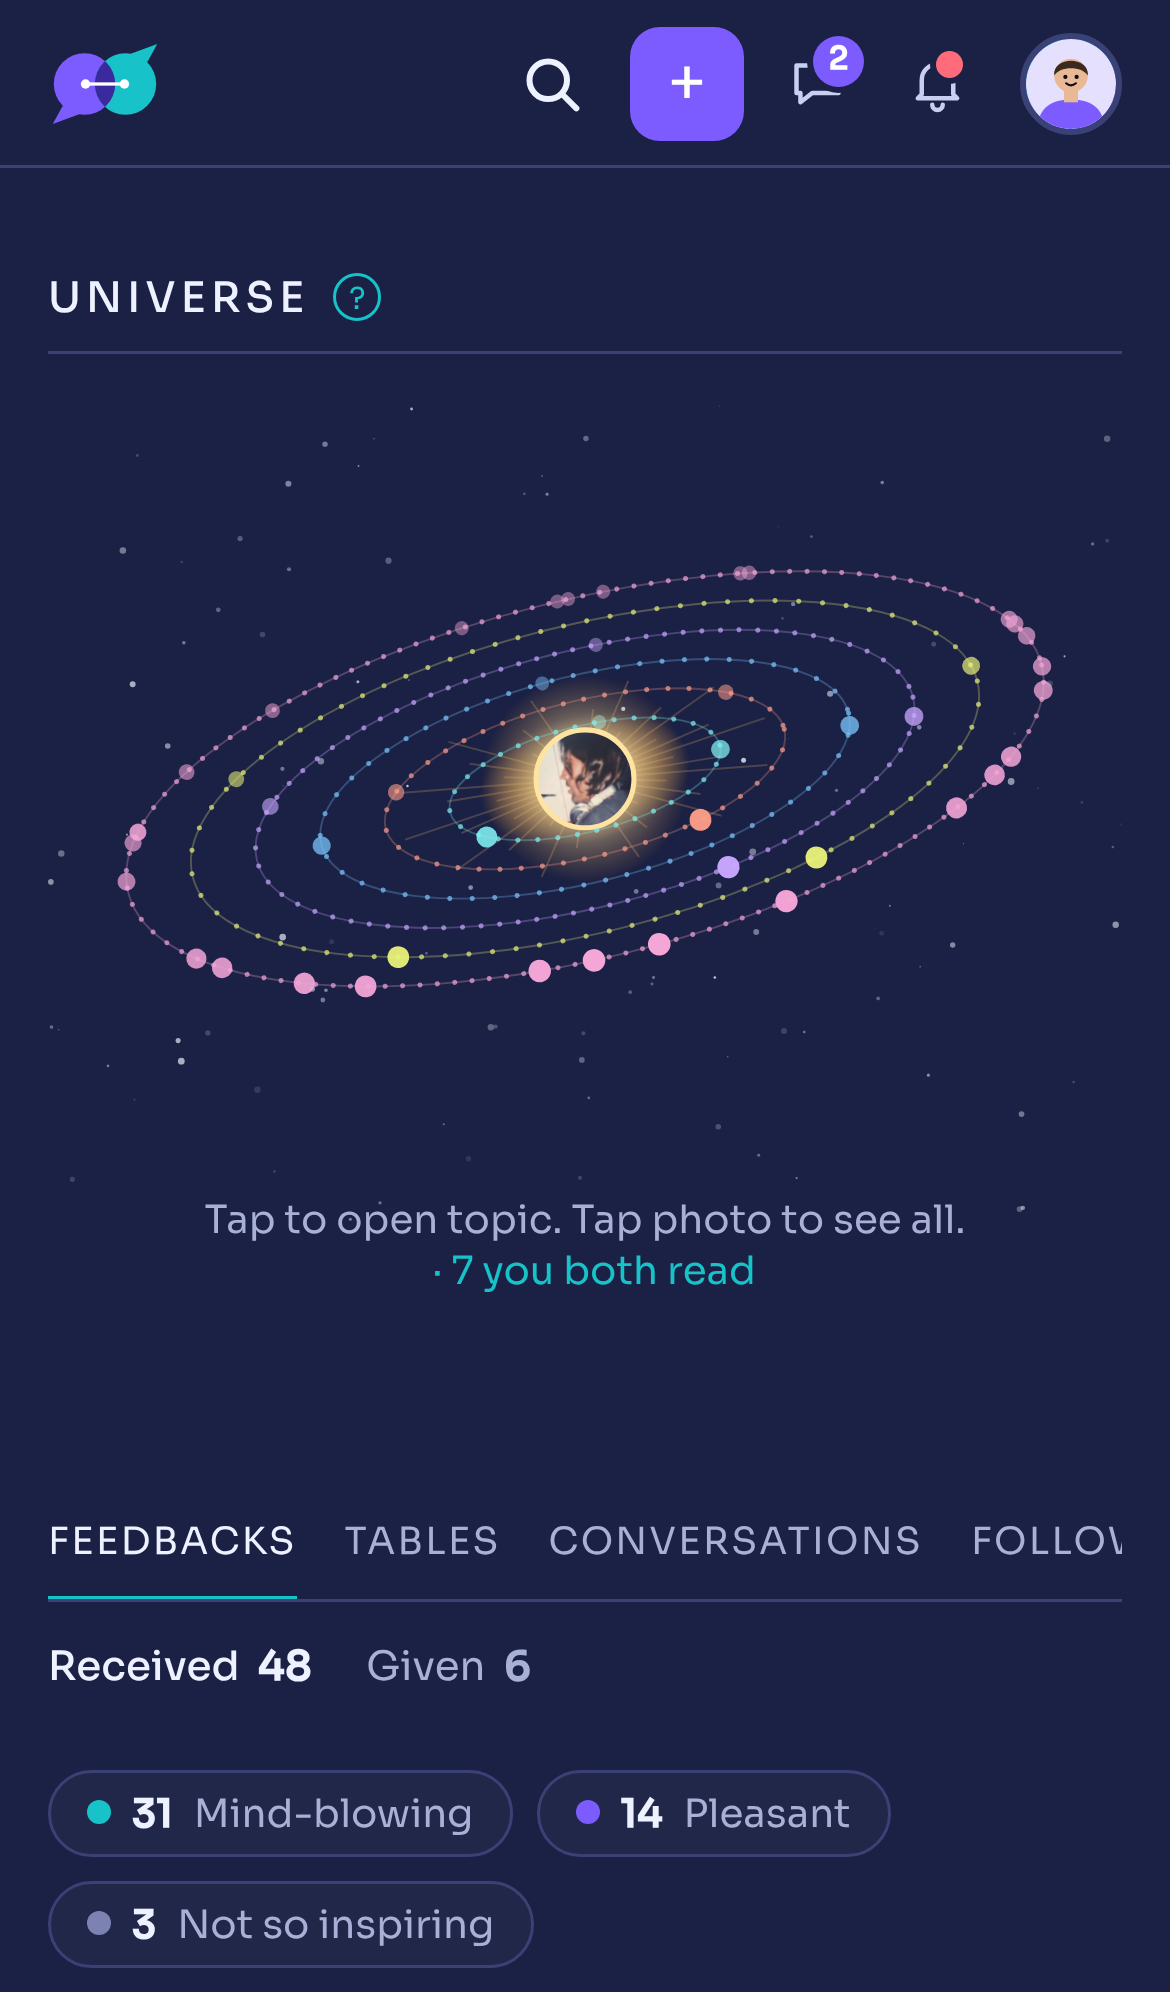 2
UNIVERSE ?
Tap to open topic. Tap photo to see all.
· 7 you both read
FEEDBACKS TABLES CONVERSATIONS FOLLOW
Received 48 Given 6
31 Mind-blowing 14 Pleasant
3 Not so inspiring